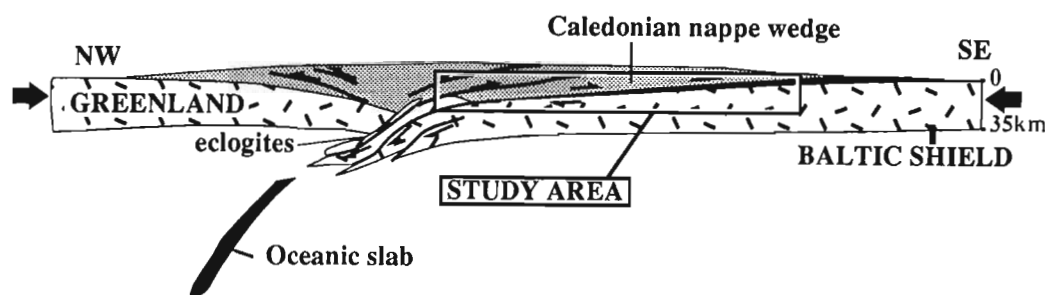 Caledonian nappe wedge
NW
SE
0
GREENLAND
35km
eclogites
BALTIC SHIELD
STUDY AREA
Oceanic slab